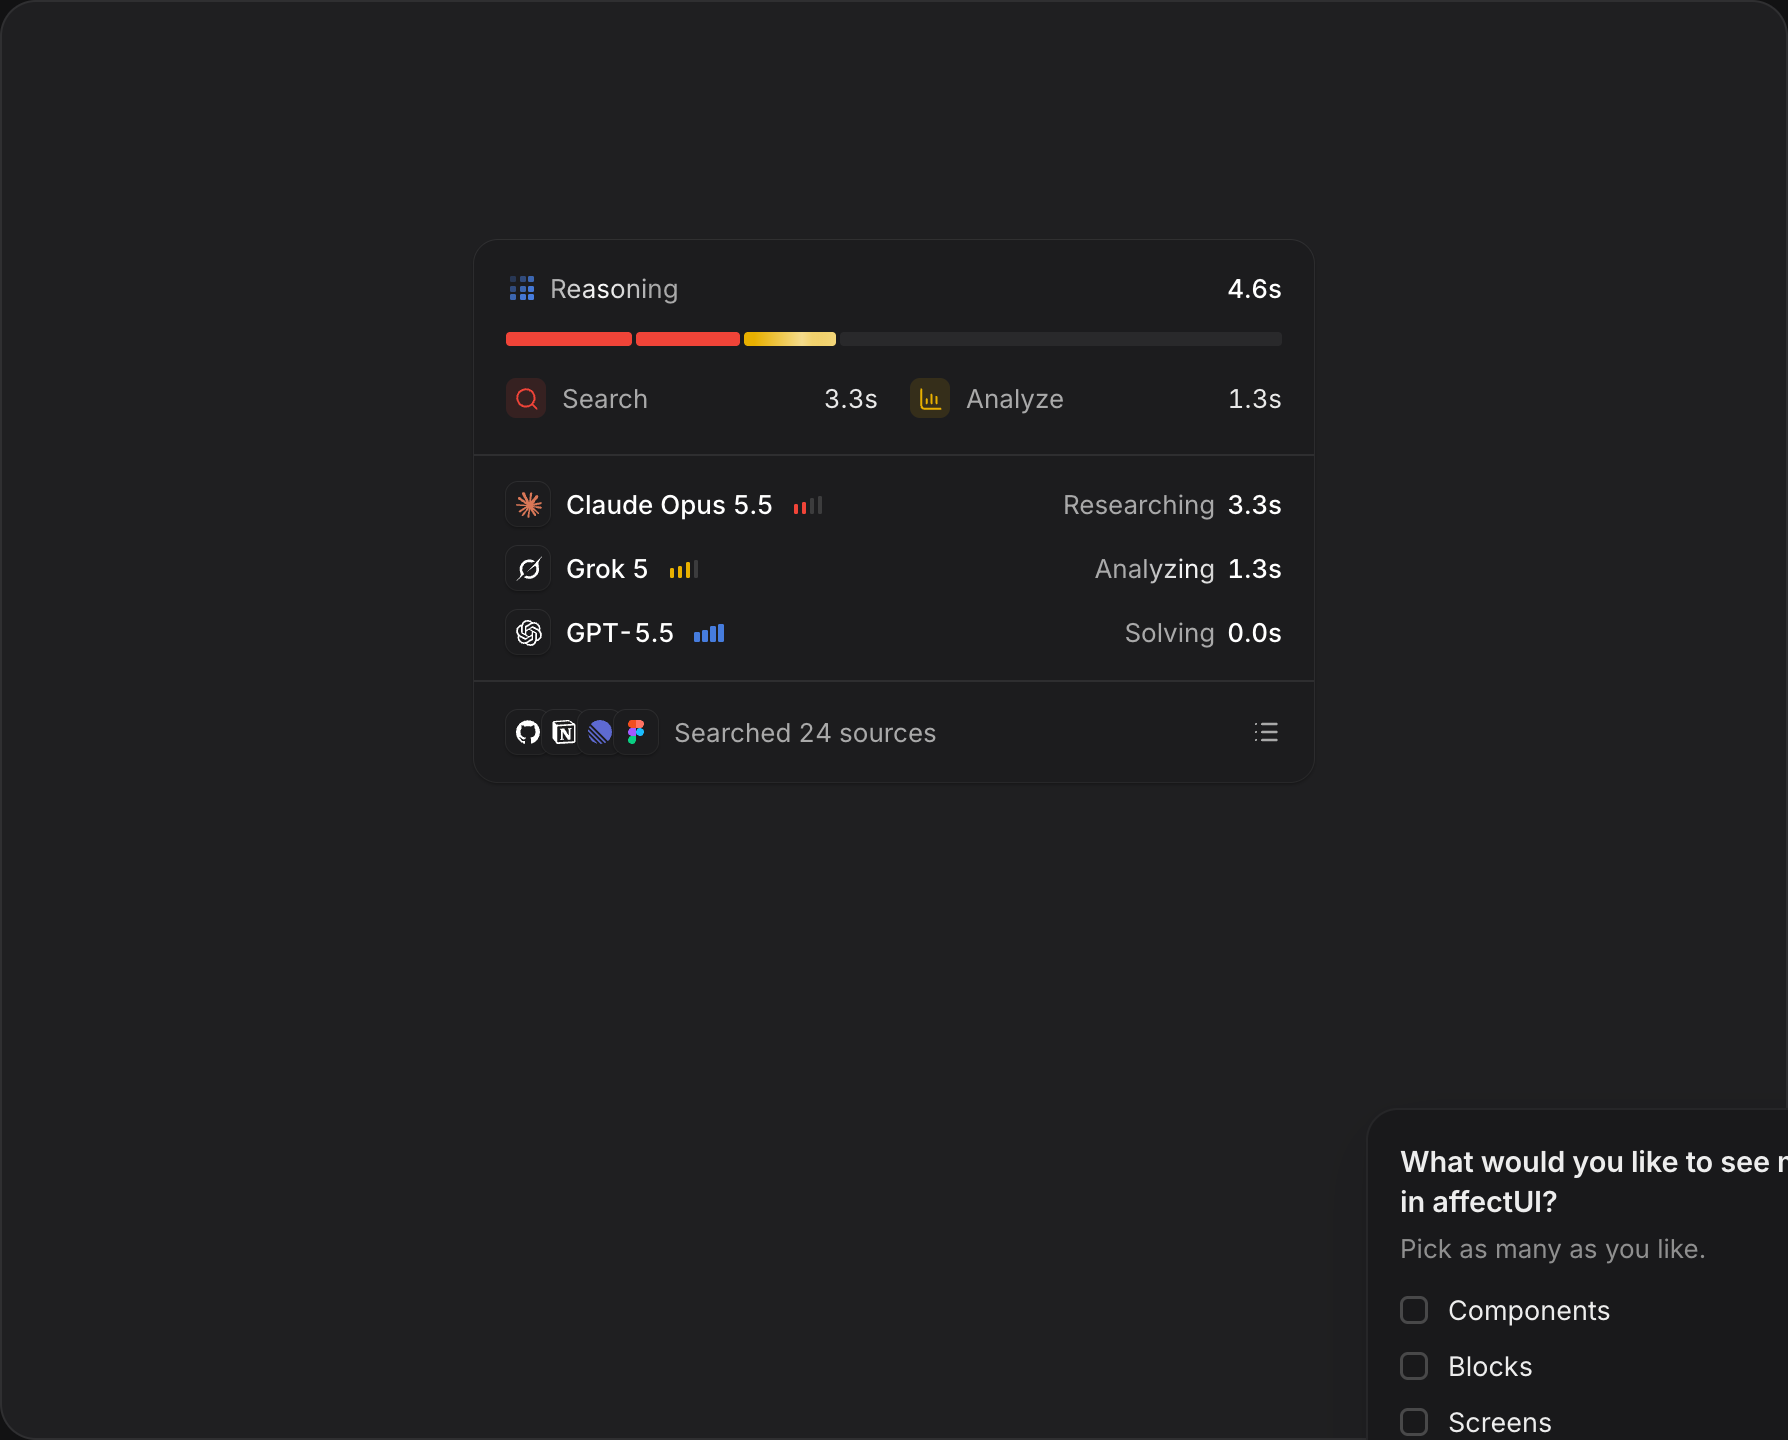 Reasoning 4.6s
Search 3.3s Analyze 1.3s
Claude Opus 5.5 Researching 3.3s
Grok 5 Analyzing 1.3s
GPT-5.5 Solving 0.0s
Searched 24 sources
What would you like to see
in affectUI?
Pick as many as you like.
Components
Blocks
Screens